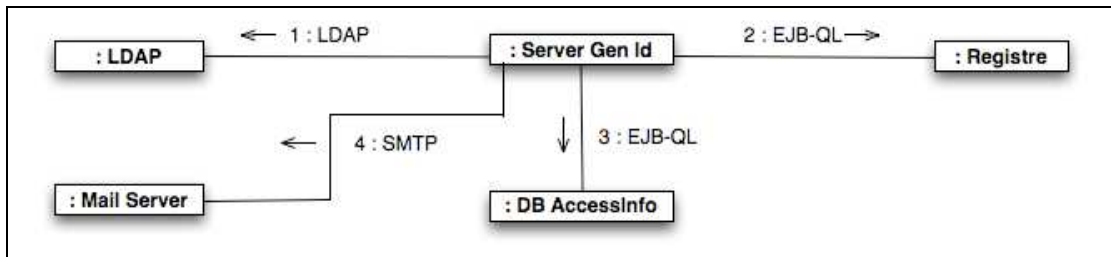 1 : LDAP
2 : EJB-QL
: LDAP
: Server Gen Id
: Registre
4 : SMTP
3 : EJB-QL
: Mail Server
: DB AccessInfo